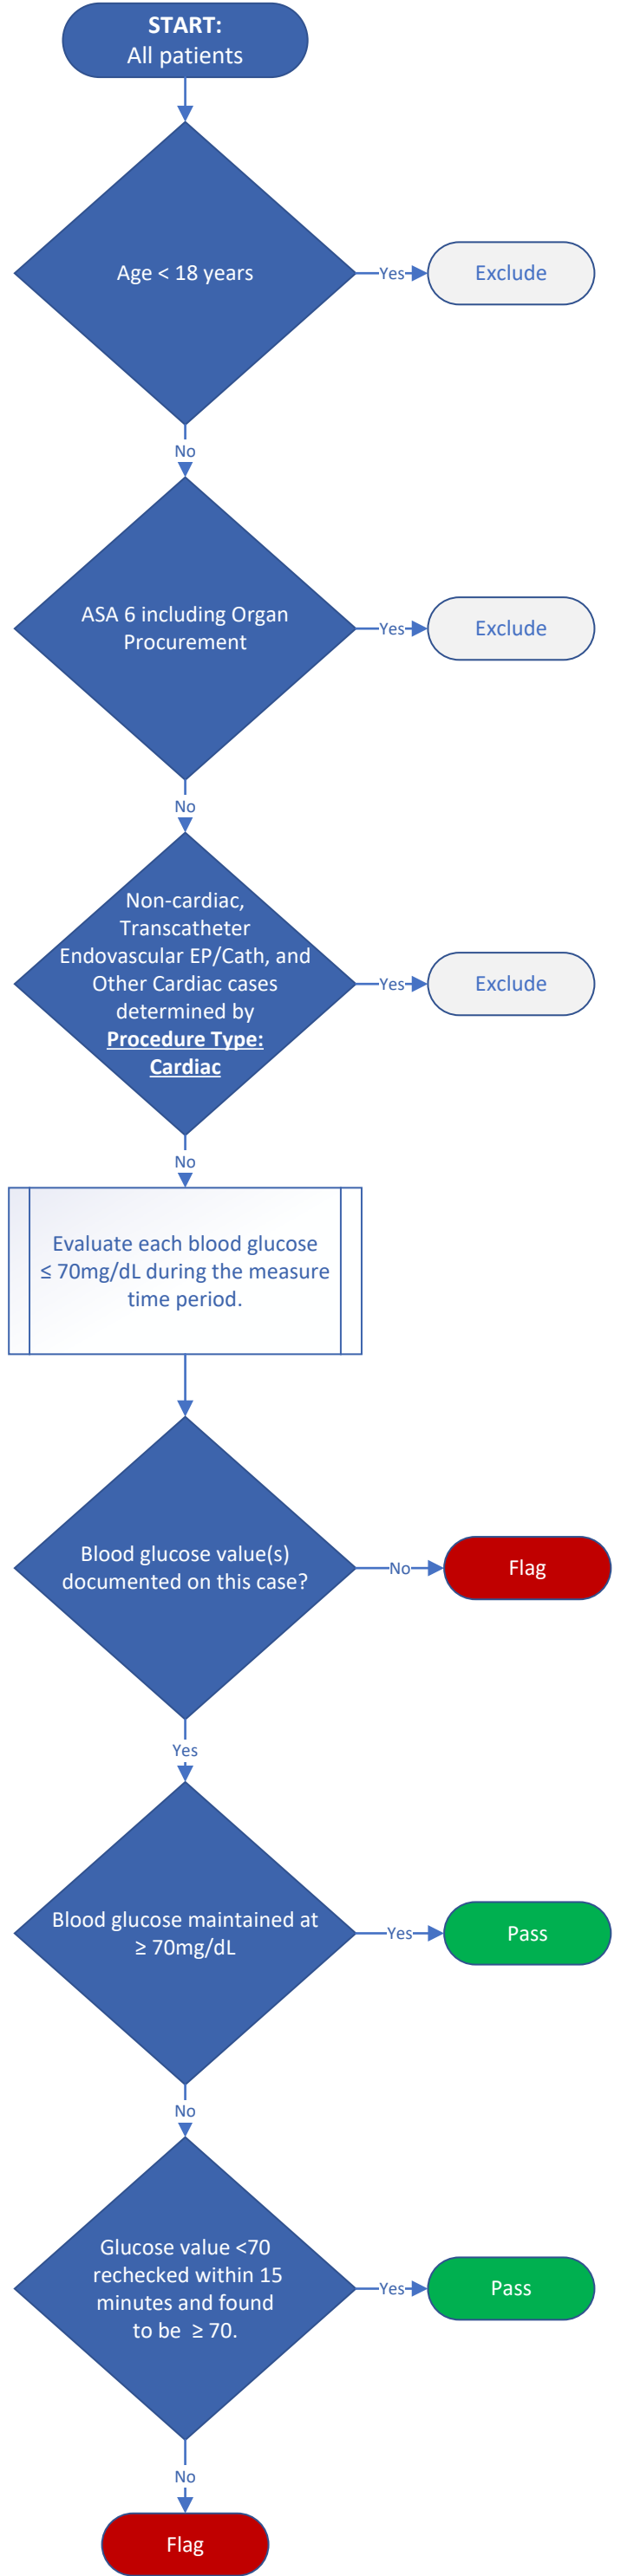 START:
All patients
Age < 18 years
Yes
Exclude
No
ASA 6 including Organ
Procurement
Yes
Exclude
No
Non-cardiac,
Transcatheter
Endovascular EP/Cath, and
Other Cardiac cases
determined by
Procedure Type:
Cardiac
Yes
Exclude
No
Evaluate each blood glucose
≤ 70mg/dL during the measure
time period.
Blood glucose value(s)
documented on this case?
No
Flag
Yes
Blood glucose maintained at
≥ 70mg/dL
Yes
Pass
No
Glucose value <70
rechecked within 15
minutes and found
to be ≥ 70.
Yes
Pass
No
Flag